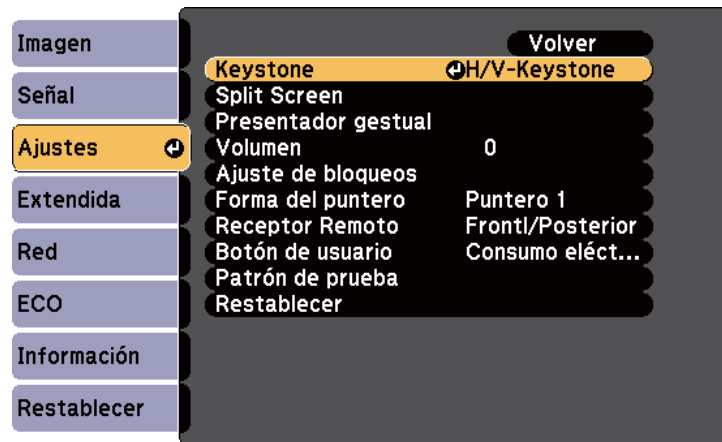 Imagen
Señal
Ajustes
Extendida
Red
ECO
Información
Restablecer
Volver
Keystone H/V-Keystone
Split Screen
Presentador gestual
Volumen 0
Ajuste de bloqueos
Forma del puntero Puntero 1
Receptor Remoto Frontl/Posterior
Botón de usuario Consumo eléct...
Patrón de prueba
Restablecer